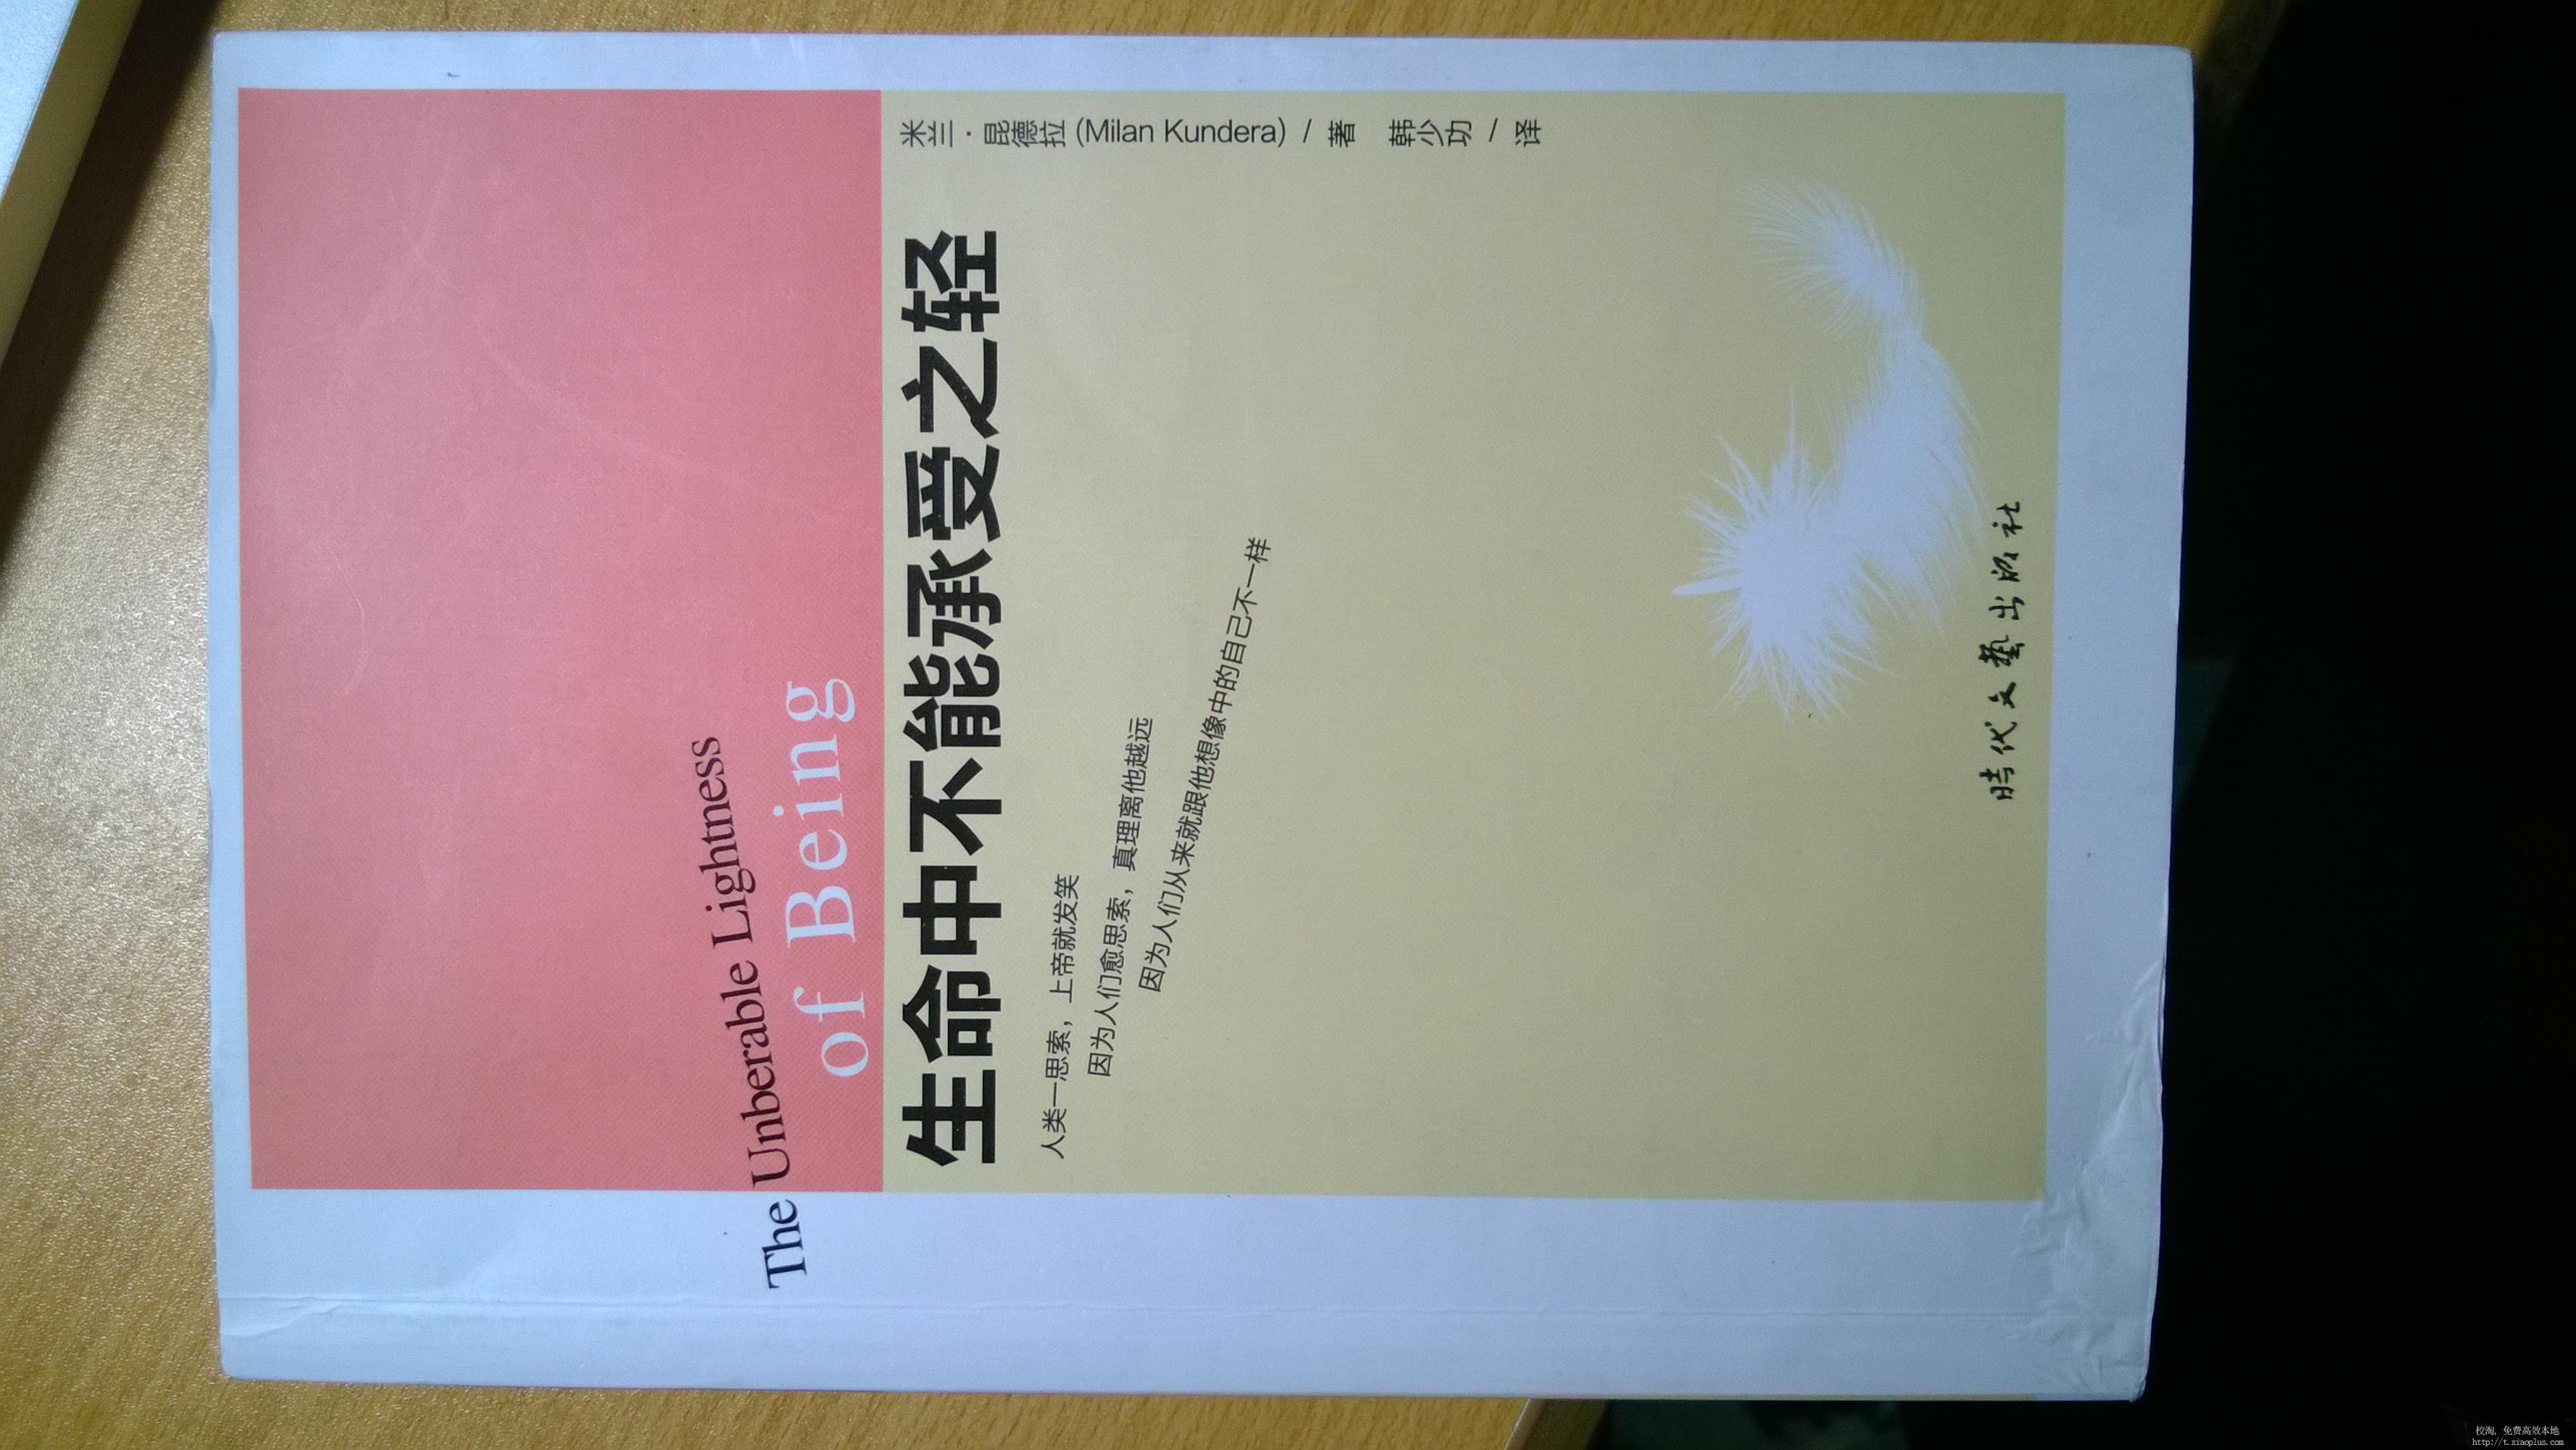 米兰·昆德拉 (Milan Kundera) / 著 韩少功 / 译
The Unberable Lightness
of Being
生命中不能承受之轻
人类一思索，上帝就发笑
因为人们愈思索，真理离他越远
因为人们从来就跟他想像中的自己不一样
時代文藝出版社
校淘，免费高效本地
http://t.xiaoplus.com